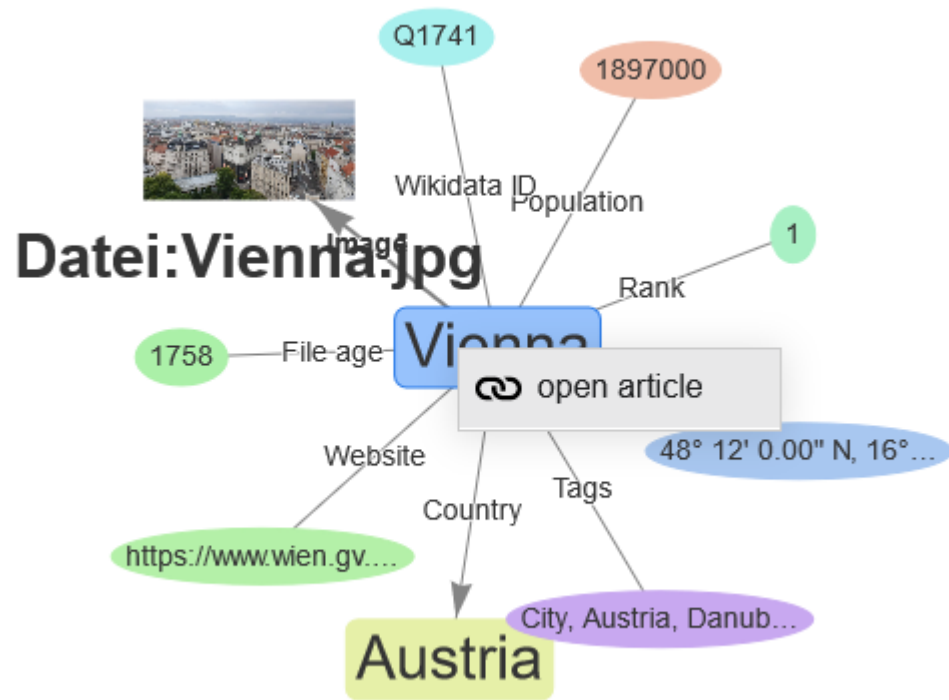 Q1741
1897000
Wikidata ID
Population
1
Image
Datei:Vienna.jpg
Rank
Vienna
1758
File age
open article
Website
48° 12' 0.00" N, 16°...
Tags
Country
https://www.wien.gv....
City, Austria, Danub...
Austria